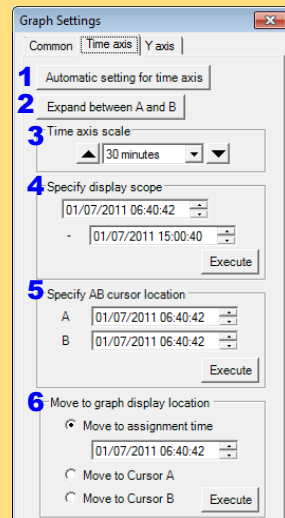 Graph Settings
Common Time axis Y axis
1 Automatic setting for time axis
2 Expand between A and B
3 Time axis scale
30 minutes
4 Specify display scope
01/07/2011 06:40:42
- 01/07/2011 15:00:40
Execute
5 Specify AB cursor location
A 01/07/2011 06:40:42
B 01/07/2011 06:40:42
Execute
6 Move to graph display location
Move to assignment time
01/07/2011 06:40:42
Move to Cursor A
Move to Cursor B Execute